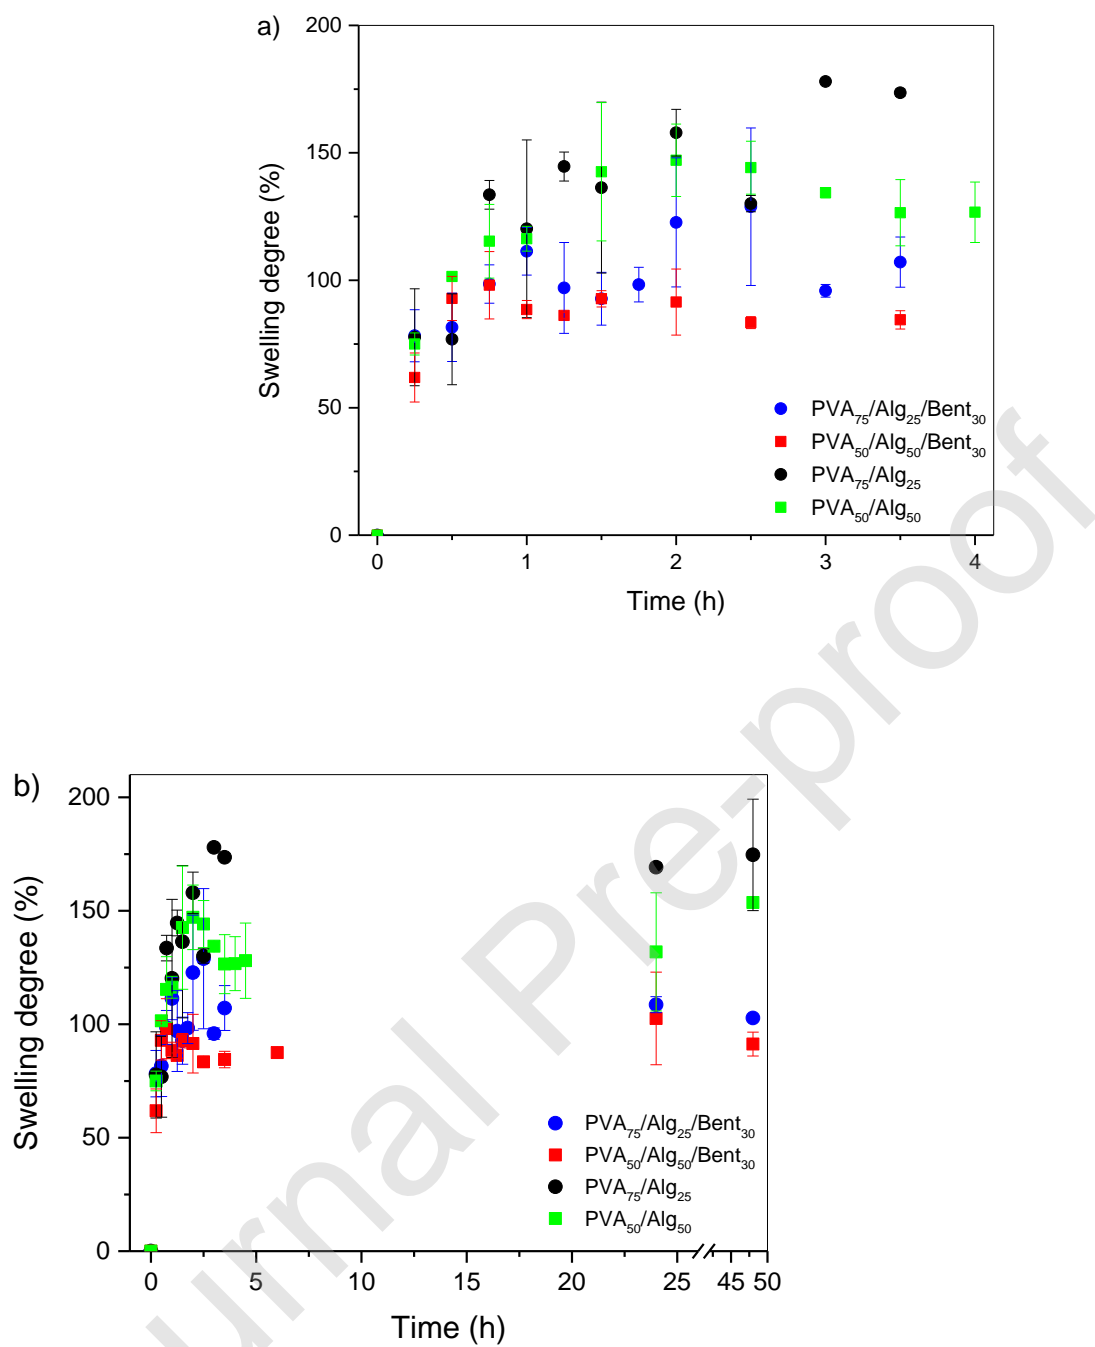 a)
200
150
100
50
0
Swelling degree (%)
PVA75/Alg25/Bent30
PVA50/Alg50/Bent30
PVA75/Alg25
PVA50/Alg50
0 1 2 3 4
Time (h)
b)
200
150
100
50
0
Swelling degree (%)
PVA75/Alg25/Bent30
PVA50/Alg50/Bent30
PVA75/Alg25
PVA50/Alg50
0 5 10 15 20 25 45 50
Time (h)
urnal Pre-proof